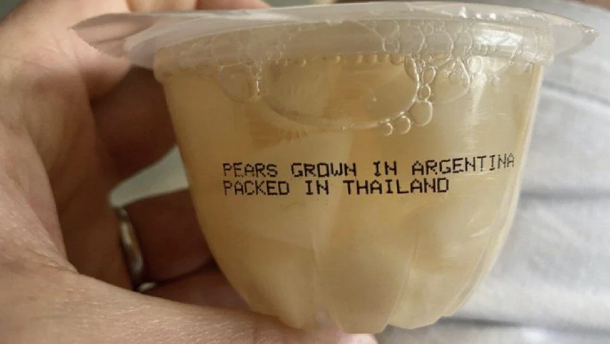 PEARS GROWN IN ARGENTINA
PACKED IN THAILAND